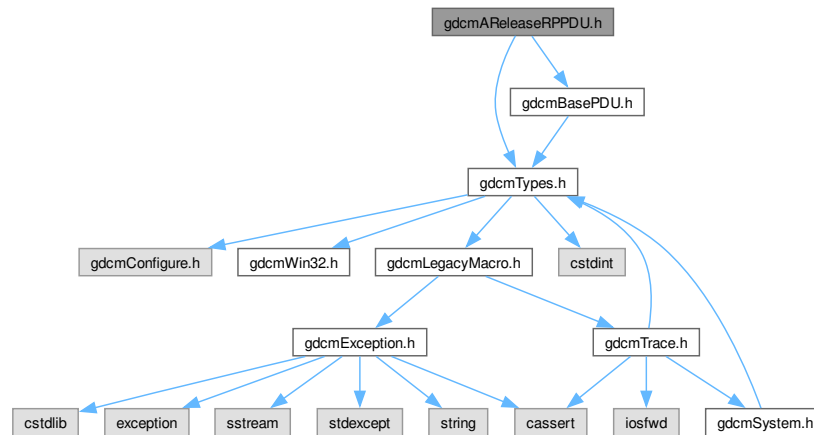 gdcmAReleaseRPPDU.h
gdcmBasePDU.h
gdcmTypes.h
gdcmConfigure.h
gdcmWin32.h
gdcmLegacyMacro.h
cstdint
gdcmException.h
gdcmTrace.h
cstdlib
exception
sstream
stdexcept
string
cassert
iosfwd
gdcmSystem.h